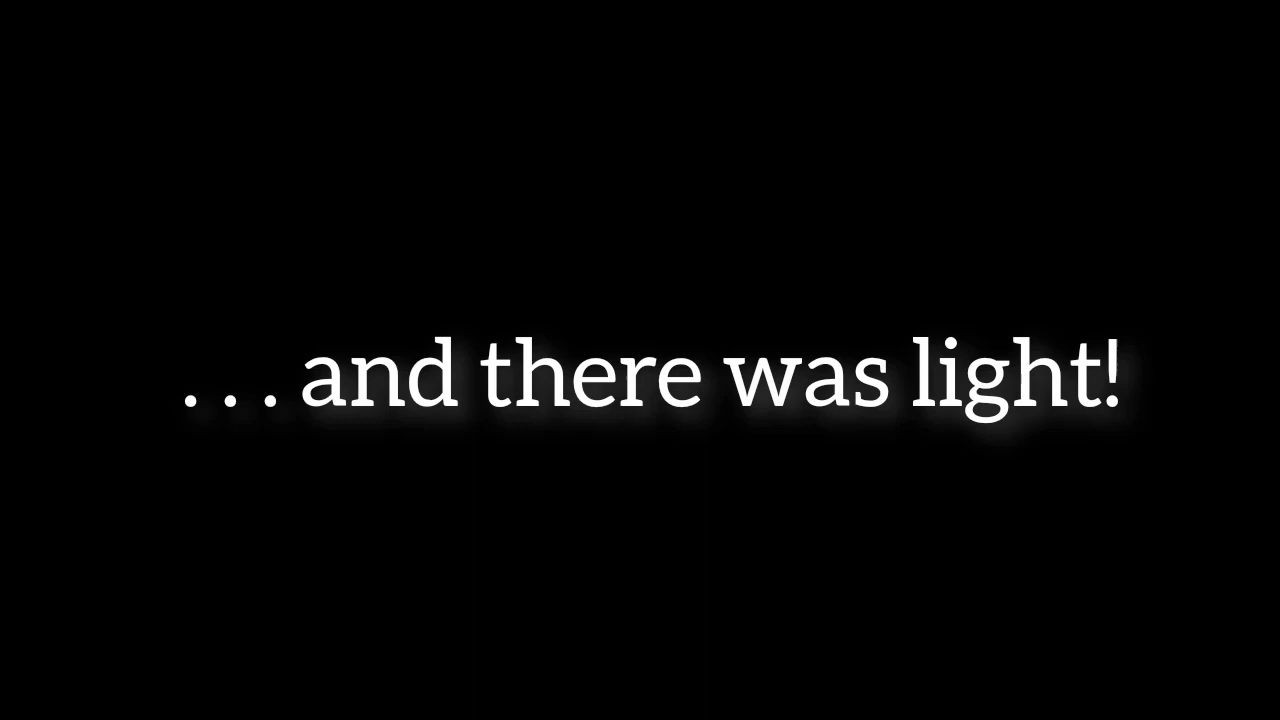 . . . and there was light!